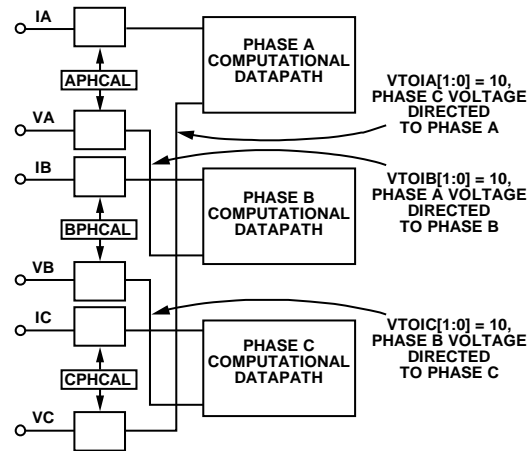 IA
PHASE A
COMPUTATIONAL
DATAPATH
APHCAL
VTOIA[1:0] = 10,
PHASE C VOLTAGE
DIRECTED
TO PHASE A
VA
IB
PHASE B
COMPUTATIONAL
DATAPATH
VTOIB[1:0] = 10,
PHASE A VOLTAGE
DIRECTED
TO PHASE B
BPHCAL
VB
IC
PHASE C
COMPUTATIONAL
DATAPATH
VTOIC[1:0] = 10,
PHASE B VOLTAGE
DIRECTED
TO PHASE C
CPHCAL
VC